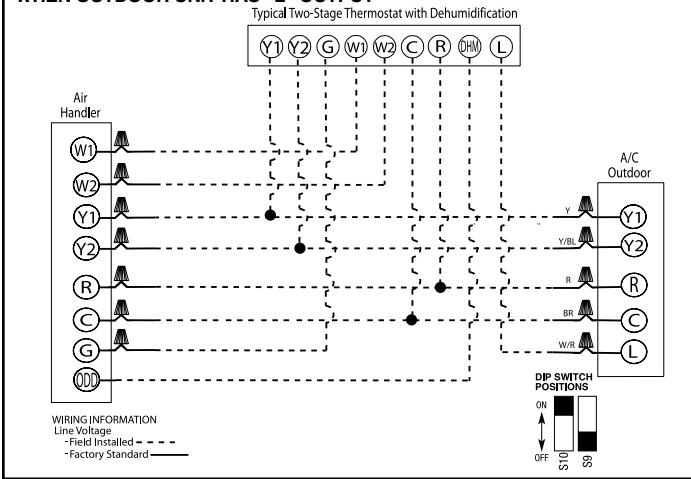 WHEN OUTDOOR UNIT HAS "L" OUTPUT
Typical Two-Stage Thermostat with Dehumidification
Y1 Y2 G W1 W2 C R DHM L
Air
Handler
W1
W2
Y1
Y2
R
C
G
ODD
A/C
Outdoor
Y Y1
Y/BL Y2
R R
BR C
W/R L
DIP SWITCH
POSITIONS
ON
OFF
S10 S9
WIRING INFORMATION
Line Voltage
-Field Installed
-Factory Standard